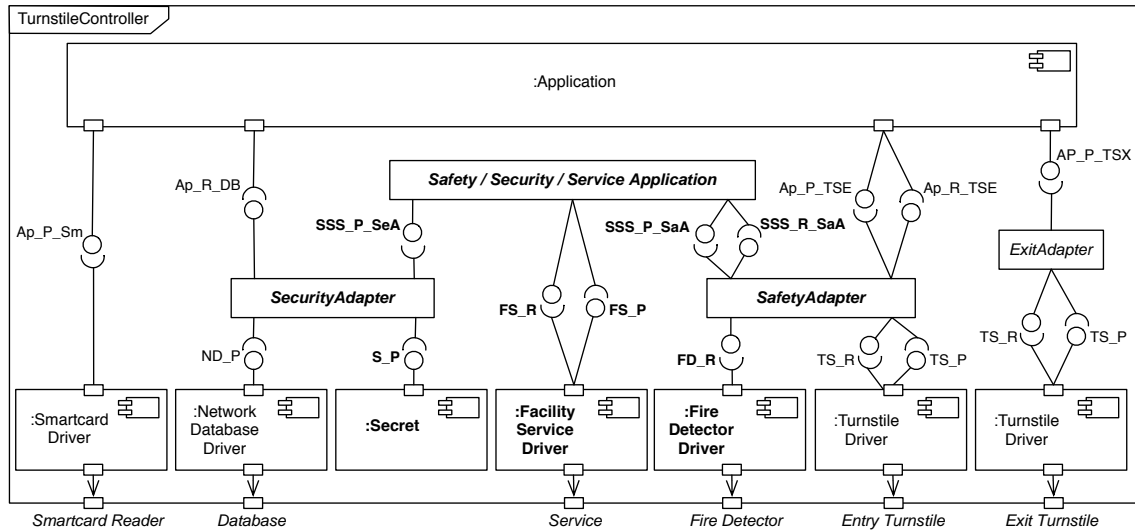 TurnstileController
:Application
Ap_R_DB
AP_P_TSX
Safety / Security / Service Application
Ap_P_TSE
Ap_R_TSE
Ap_P_Sm
SSS_P_SeA
SSS_P_SaA
SSS_R_SaA
ExitAdapter
SecurityAdapter
SafetyAdapter
FS_R
FS_P
TS_R
TS_P
ND_P
S_P
FD_R
TS_R
TS_P
:Smartcard
Driver
:Network
Database
Driver
:Secret
:Facility
Service
Driver
:Fire
Detector
Driver
:Turnstile
Driver
:Turnstile
Driver
Smartcard Reader
Database
Service
Fire Detector
Entry Turnstile
Exit Turnstile